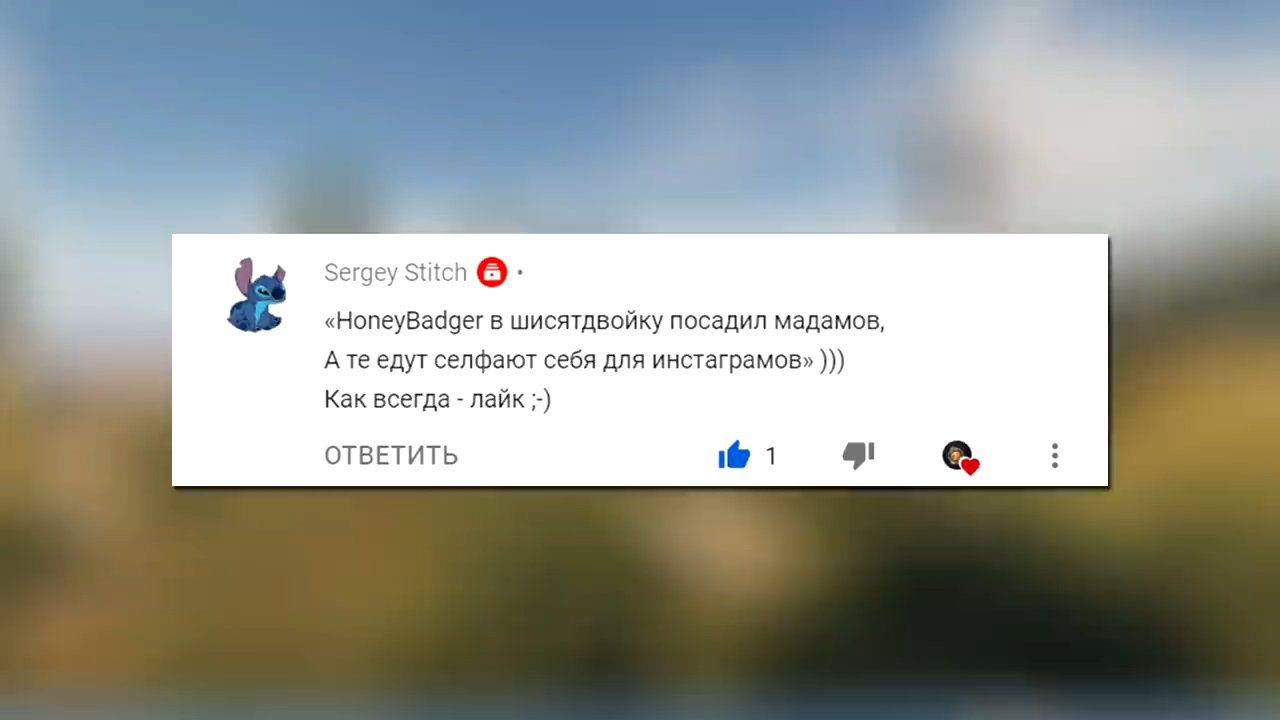 Sergey Stitch •
«HoneyBadger в шисятдвойку посадил мадамов,
А те едут селфают себя для инстаграмов» )))
Как всегда - лайк ;-)
ОТВЕТИТЬ 1